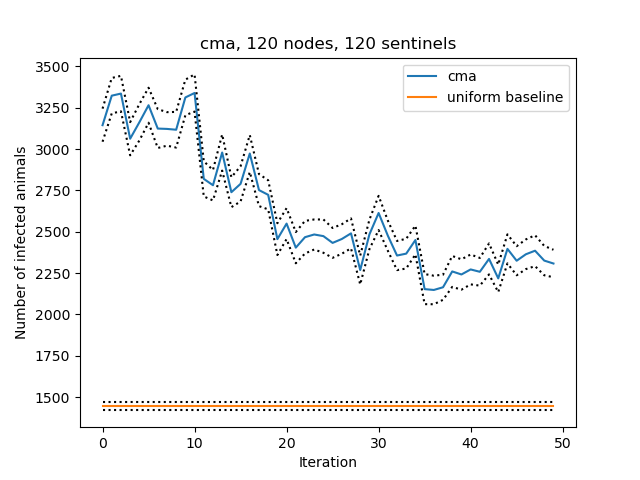 cma, 120 nodes, 120 sentinels
cma
uniform baseline
Number of infected animals
3500
3250
3000
2750
2500
2250
2000
1750
1500
0 10 20 30 40 50
Iteration